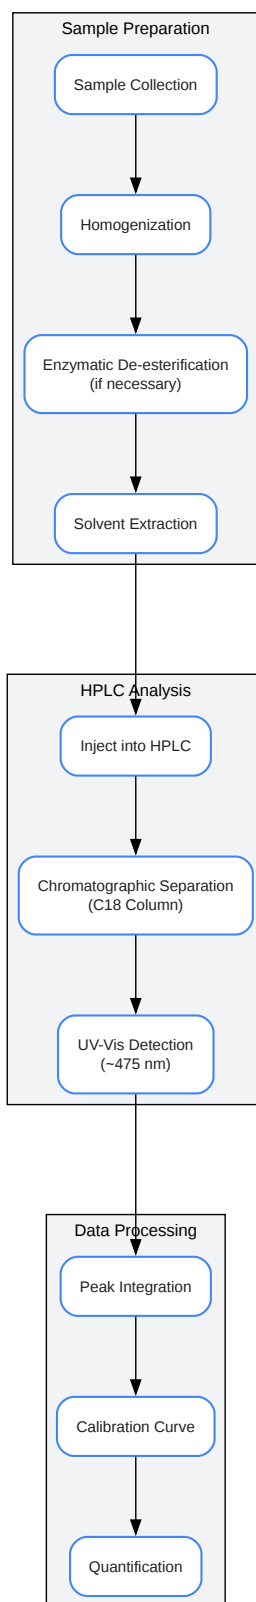 Sample Preparation
Sample Collection
Homogenization
Enzymatic De-esterification
(if necessary)
Solvent Extraction
HPLC Analysis
Inject into HPLC
Chromatographic Separation
(C18 Column)
UV-Vis Detection
(~475 nm)
Data Processing
Peak Integration
Calibration Curve
Quantification